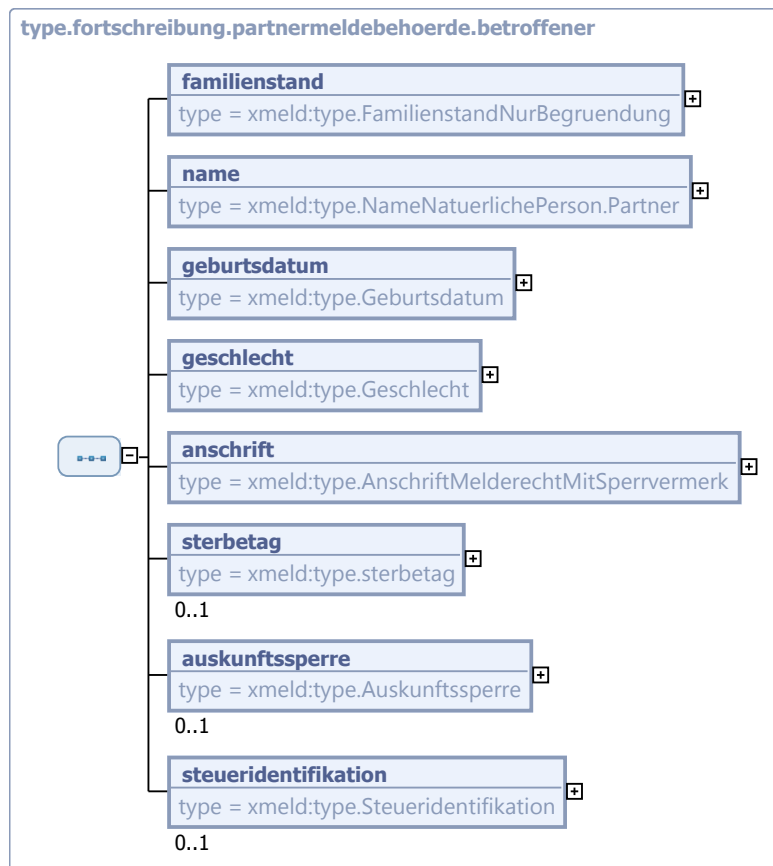 type.fortschreibung.partnermeldebehoerde.betroffener
familienstand
type = xmeld:type.FamilienstandNurBegruendung
name
type = xmeld:type.NameNatuerlichePerson.Partner
geburtsdatum
type = xmeld:type.Geburtsdatum
geschlecht
type = xmeld:type.Geschlecht
anschrift
type = xmeld:type.AnschriftMelderechtMitSperrvermerk
sterbetag
type = xmeld:type.sterbetag
0..1
auskunftssperre
type = xmeld:type.Auskunftssperre
0..1
steueridentifikation
type = xmeld:type.Steueridentifikation
0..1